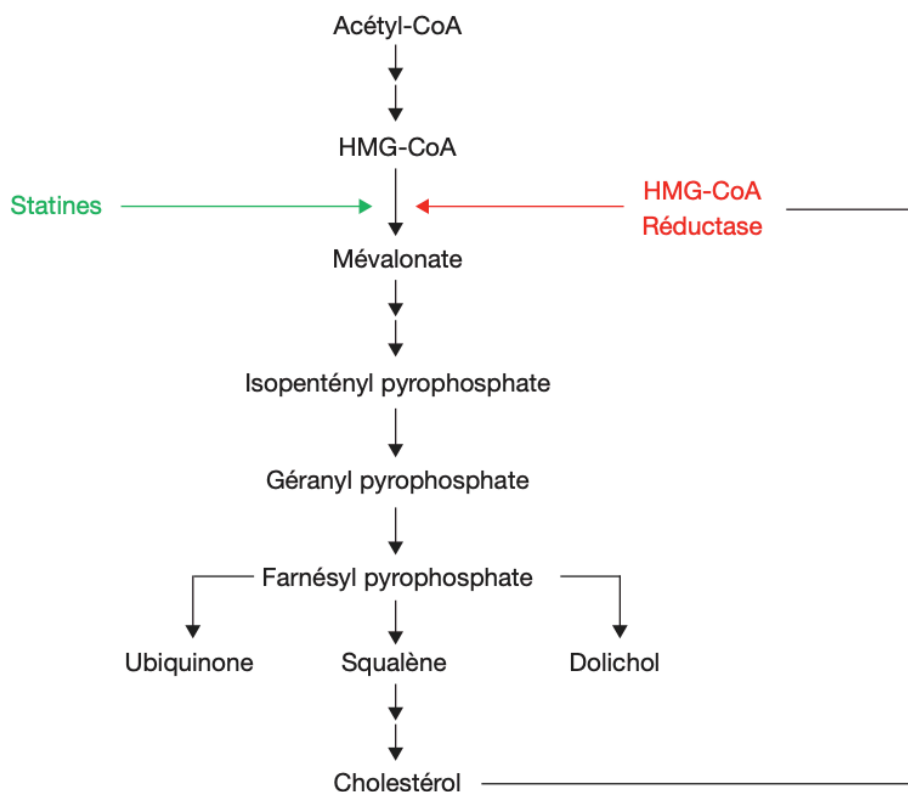 Acétyl-CoA
HMG-CoA
Statines
HMG-CoA
Réductase
Mévalonate
Isopentényl pyrophosphate
Géranyl pyrophosphate
Farnésyl pyrophosphate
Ubiquinone
Squalène
Dolichol
Cholestérol